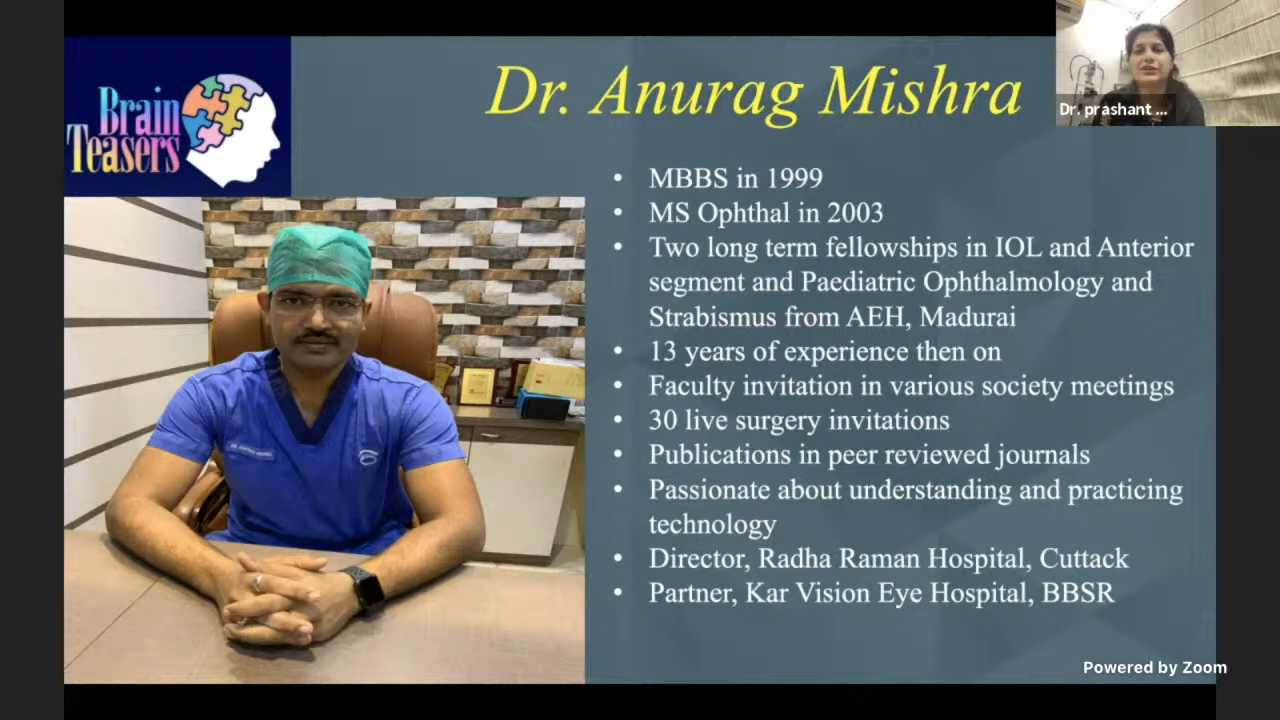 Brain
Teasers
Dr. Anurag Mishra
Dr. prashant ...
• MBBS in 1999
• MS Ophthal in 2003
• Two long term fellowships in IOL and Anterior
segment and Paediatric Ophthalmology and
Strabismus from AEH, Madurai
• 13 years of experience then on
• Faculty invitation in various society meetings
• 30 live surgery invitations
• Publications in peer reviewed journals
• Passionate about understanding and practicing
technology
• Director, Radha Raman Hospital, Cuttack
• Partner, Kar Vision Eye Hospital, BBSR
Powered by Zoom